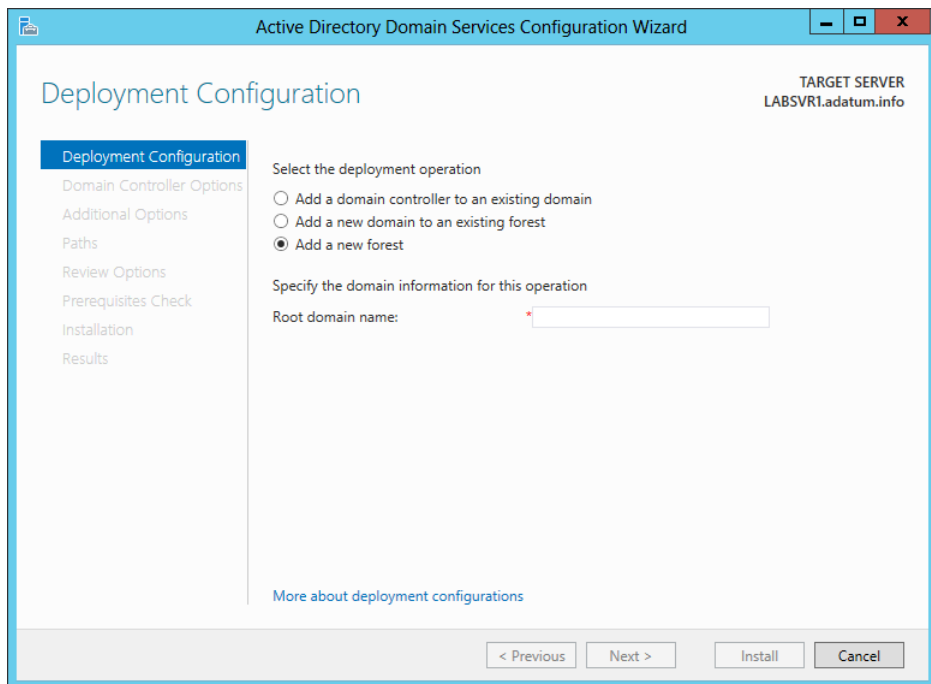 Active Directory Domain Services Configuration Wizard
Deployment Configuration
TARGET SERVER
LABSVR1.adatum.info
Deployment Configuration
Domain Controller Options
Additional Options
Paths
Review Options
Prerequisites Check
Installation
Results
Select the deployment operation
Add a domain controller to an existing domain
Add a new domain to an existing forest
Add a new forest
Specify the domain information for this operation
Root domain name: *
More about deployment configurations
< Previous Next > Install Cancel